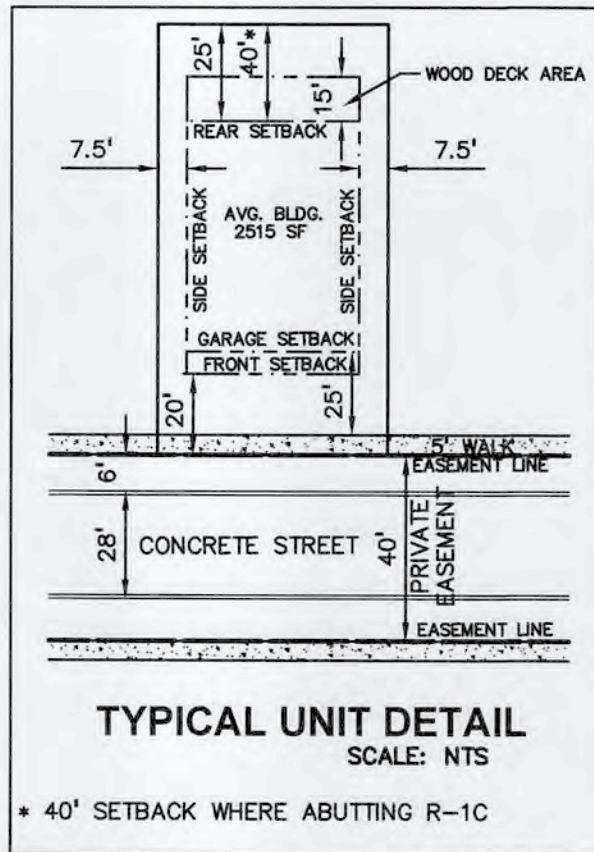 25'
40'*
15'
WOOD DECK AREA
REAR SETBACK
7.5'
7.5'
AVG. BLDG.
2515 SF
SIDE SETBACK
SIDE SETBACK
GARAGE SETBACK
FRONT SETBACK
20'
25'
5' WALK
EASEMENT LINE
6'
28'
CONCRETE STREET
40'
PRIVATE
EASEMENT
EASEMENT LINE
TYPICAL UNIT DETAIL
SCALE: NTS
* 40' SETBACK WHERE ABUTTING R-1C